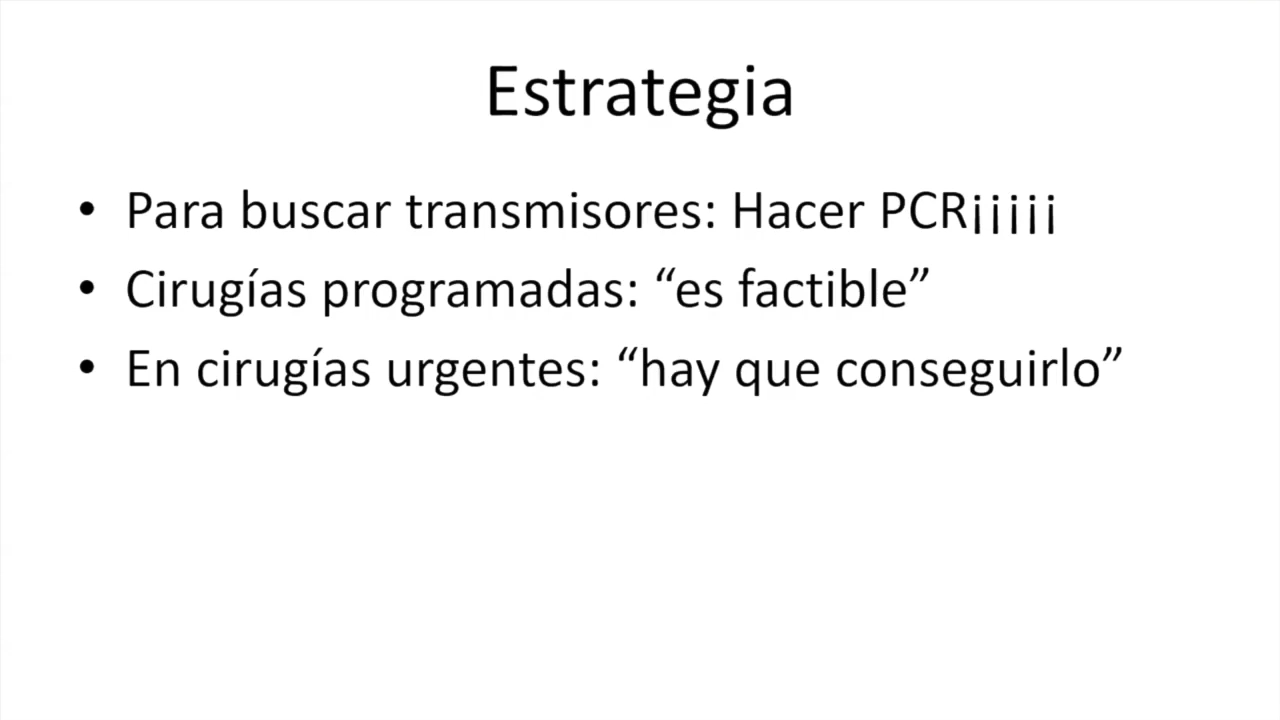 Estrategia
• Para buscar transmisores: Hacer PCR¡¡¡¡¡
• Cirugías programadas: “es factible”
• En cirugías urgentes: “hay que conseguirlo”